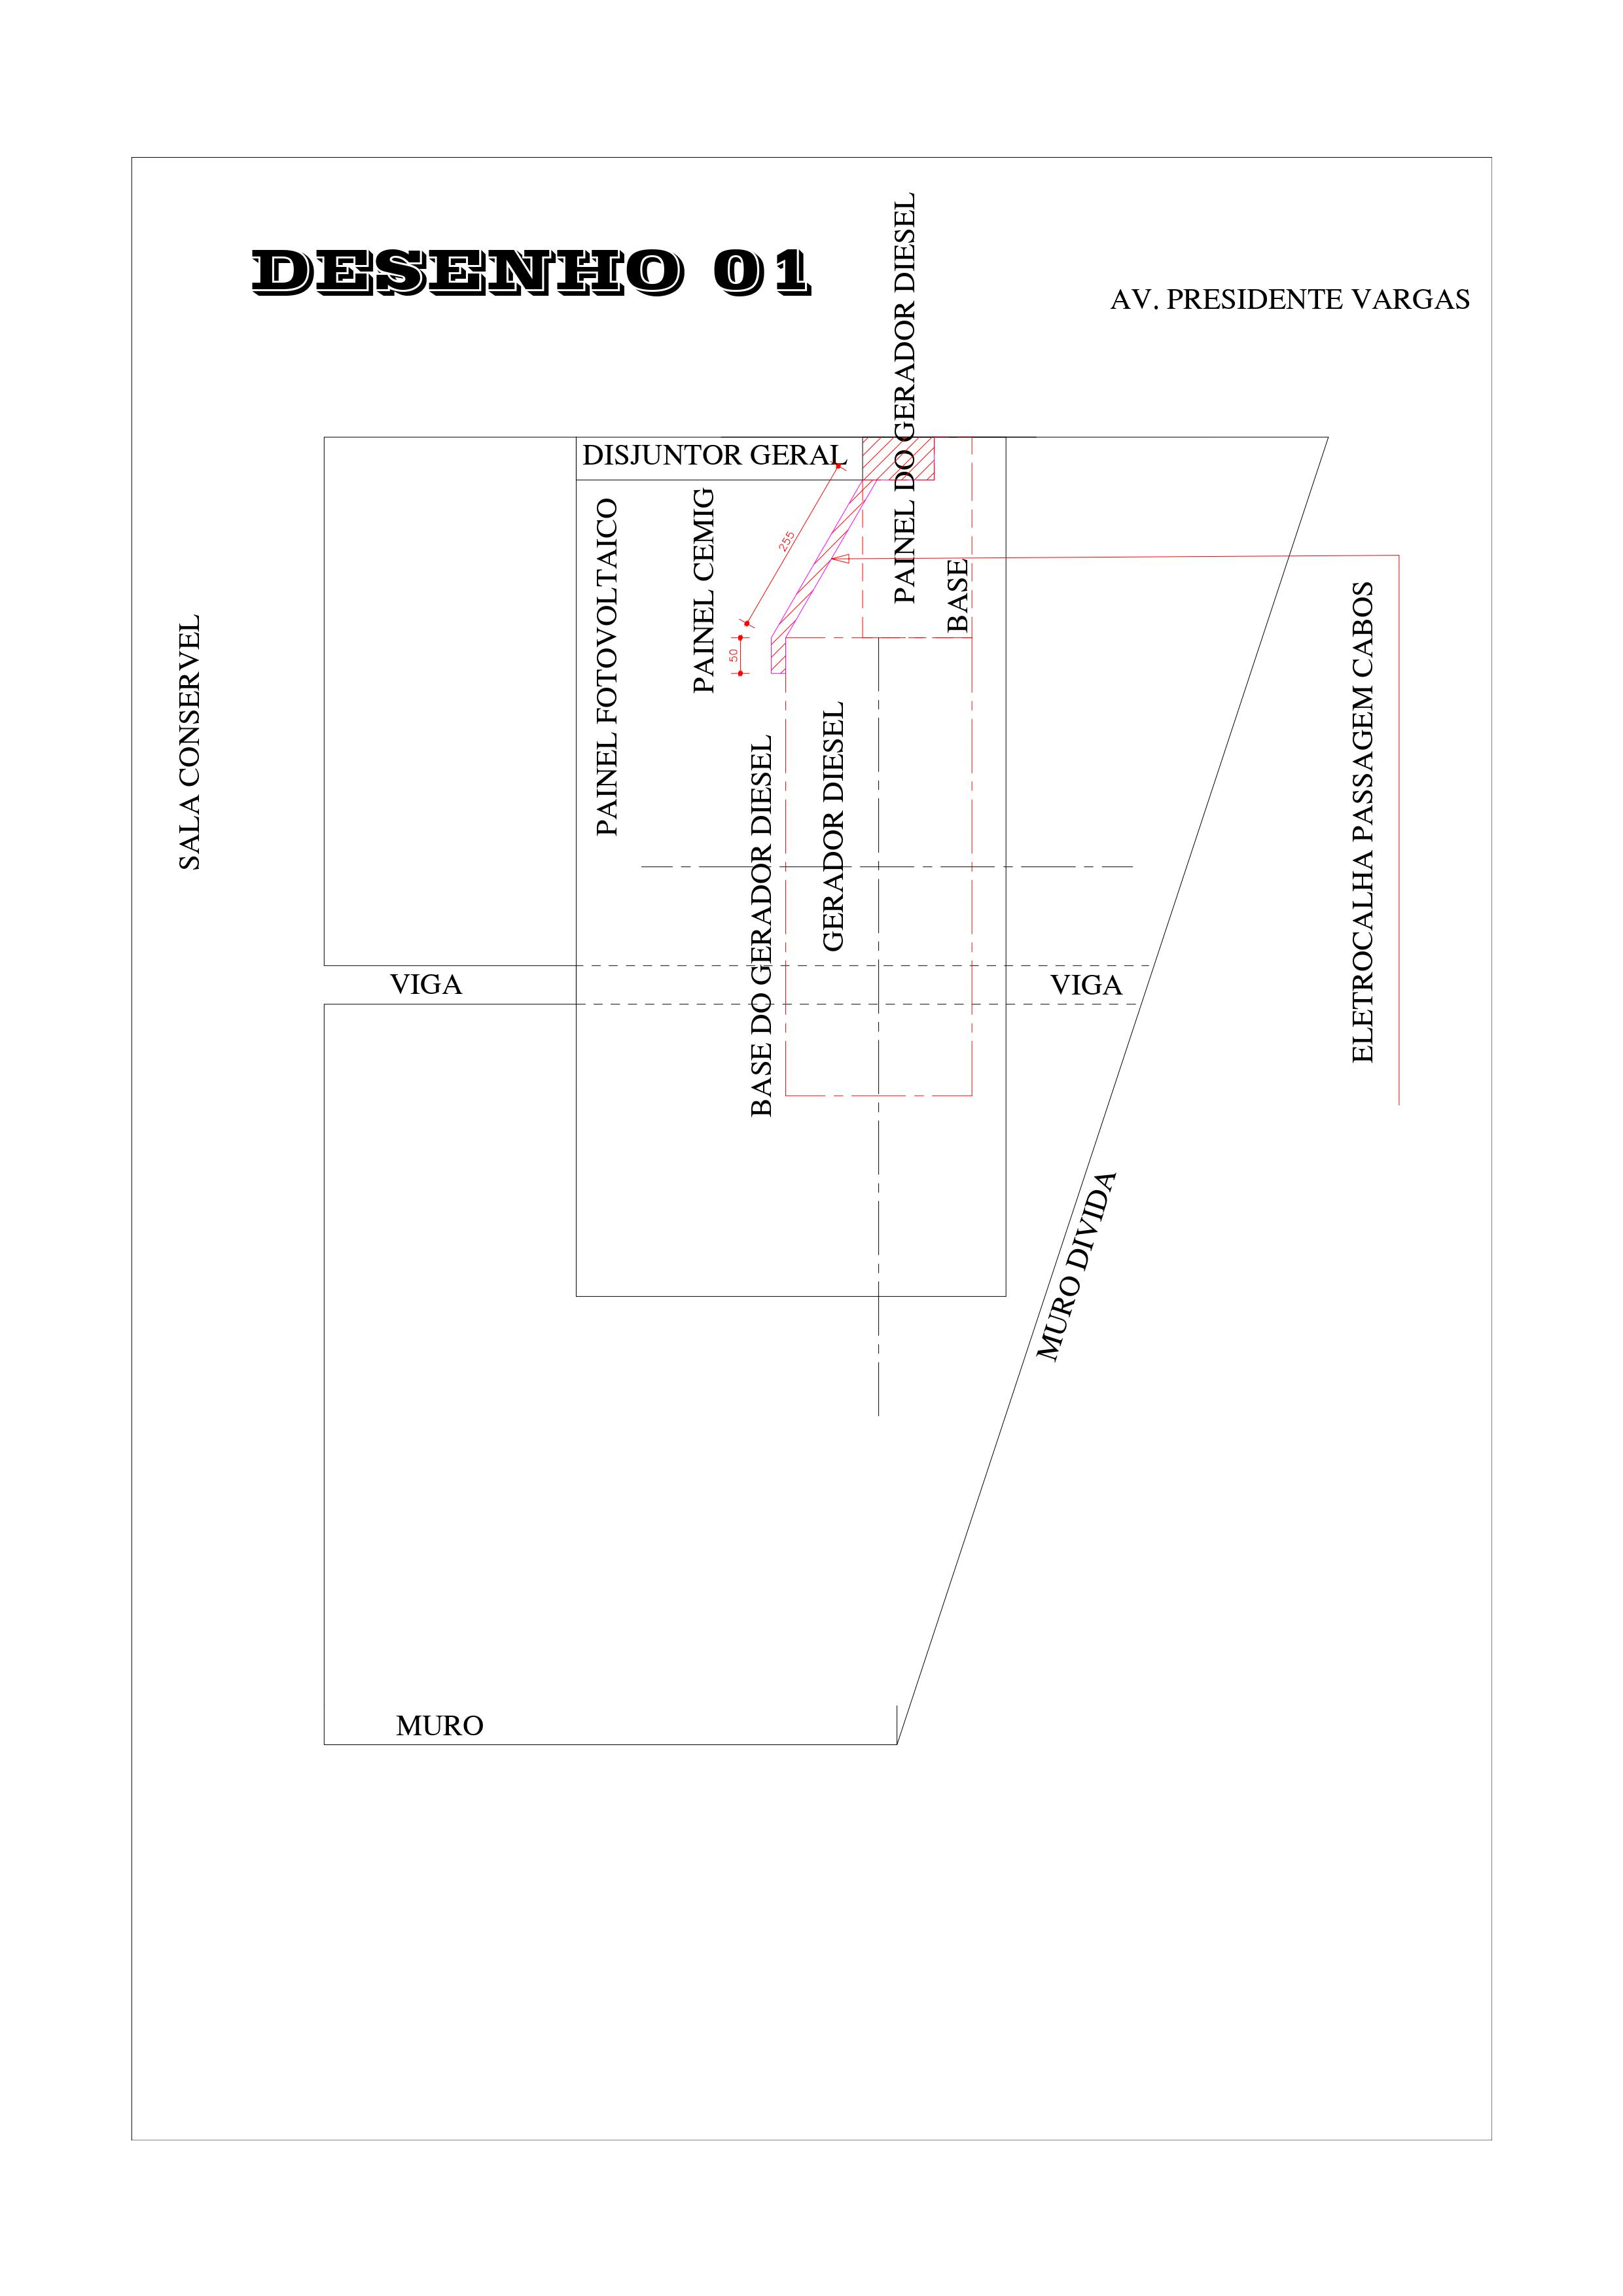 DESENHO 01
AV. PRESIDENTE VARGAS
PAINEL DO GERADOR DIESEL
DISJUNTOR GERAL
PAINEL FOTOVOLTAICO
PAINEL CEMIG
255
BASE
50
SALA CONSERVEL
BASE DO GERADOR DIESEL
GERADOR DIESEL
ELETROCALHA PASSAGEM CABOS
VIGA
VIGA
MURO DIVIDA
MURO